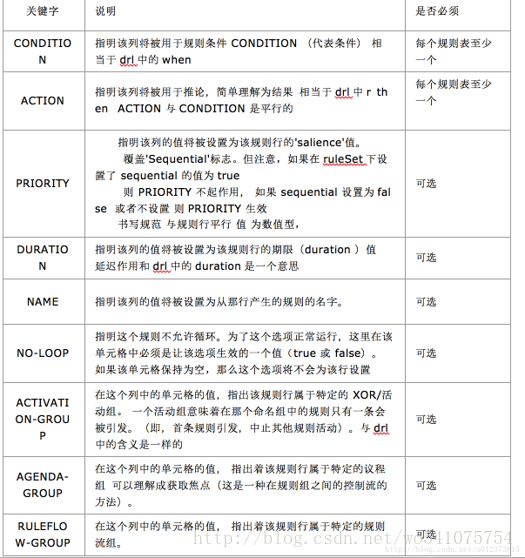 关键字 说明 是否必须
CONDITIO
N
指明该列将被用于规则条件 CONDITION （代表条件） 相
当于 drl 中的 when
每个规则表至少
一个
ACTION
指明该列将被用于推论，简单理解为结果 相当于 drl 中 r th
en ACTION 与 CONDITION 是平行的
每个规则表至少
一个
PRIORITY
指明该列的值将被设置为该规则行的'salience'值。
覆盖'Sequential'标志。但注意，如果在 ruleSet 下设
置了 sequential 的值为 true
则 PRIORITY 不起作用， 如果 sequential 设置为 fal
se 或者不设置 则 PRIORITY 生效
书写规范 与规则行平行 值 为数值型，
可选
DURATIO
N
指明该列的值将被设置为该规则行的期限（duration ）值
延迟作用和 drl 中的 duration 是一个意思
可选
NAME
指明该列的值将被设置为从那行产生的规则的名字。
可选
NO-LOOP
指明这个规则不允许循环。为了这个选项正常运行，这里在该
单元格中必须是让该选项生效的一个值（true 或 false）。
如果该单元格保持为空，那么这个选项将不会为该行设置
可选
ACTIVATI
ON-GROU
P
在这个列中的单元格的值，指出该规则行属于特定的 XOR/活
动组。 一个活动组意味着在那个命名组中的规则只有一条会
被引发。（即，首条规则引发，中止其他规则活动）。与 drl
中的含义是一样的
可选
AGENDA-
GROUP
在这个列中的单元格的值， 指出着该规则行属于特定的议程
组 可以理解成获取焦点（这是一种在规则组之间的控制流的
方法）。
可选
RULEFLO
W-GROUP
在这个列中的单元格的值， 指出着该规则行属于特定的规则
流组。
可选